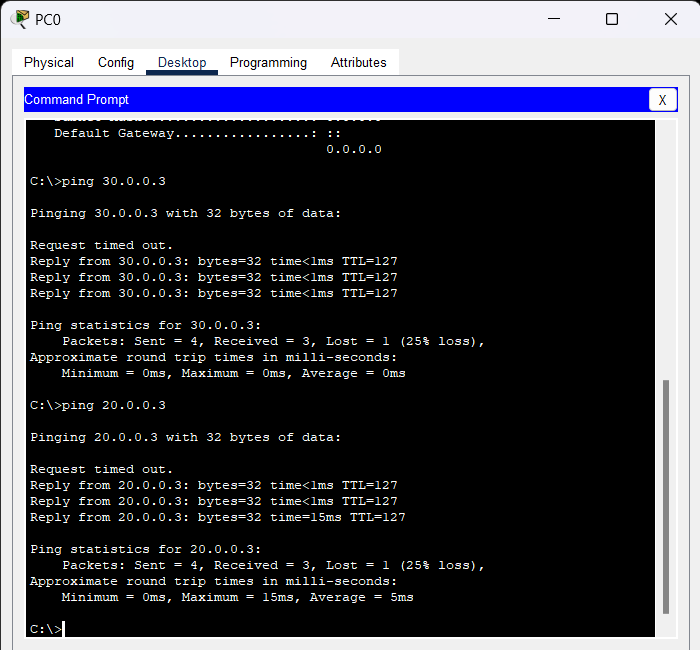 PC0
Physical Config Desktop Programming Attributes
Command Prompt
X
Default Gateway.................: ::
0.0.0.0
C:\>ping 30.0.0.3
Pinging 30.0.0.3 with 32 bytes of data:
Request timed out.
Reply from 30.0.0.3: bytes=32 time<1ms TTL=127
Reply from 30.0.0.3: bytes=32 time<1ms TTL=127
Reply from 30.0.0.3: bytes=32 time<1ms TTL=127
Ping statistics for 30.0.0.3:
Packets: Sent = 4, Received = 3, Lost = 1 (25% loss),
Approximate round trip times in milli-seconds:
Minimum = 0ms, Maximum = 0ms, Average = 0ms
C:\>ping 20.0.0.3
Pinging 20.0.0.3 with 32 bytes of data:
Request timed out.
Reply from 20.0.0.3: bytes=32 time<1ms TTL=127
Reply from 20.0.0.3: bytes=32 time<1ms TTL=127
Reply from 20.0.0.3: bytes=32 time=15ms TTL=127
Ping statistics for 20.0.0.3:
Packets: Sent = 4, Received = 3, Lost = 1 (25% loss),
Approximate round trip times in milli-seconds:
Minimum = 0ms, Maximum = 15ms, Average = 5ms
C:\>